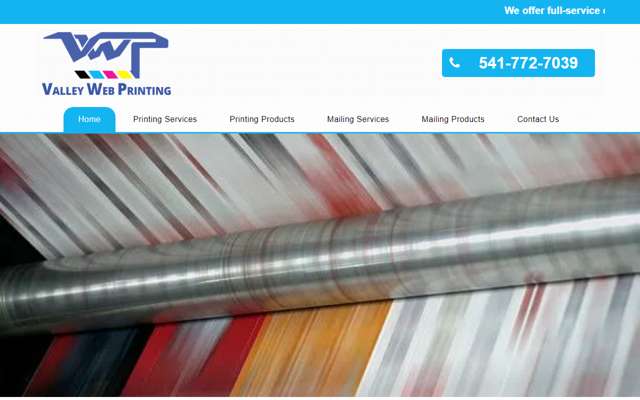 We offer full-service
VALLEY WEB PRINTING
541-772-7039
Home
Printing Services
Printing Products
Mailing Services
Mailing Products
Contact Us